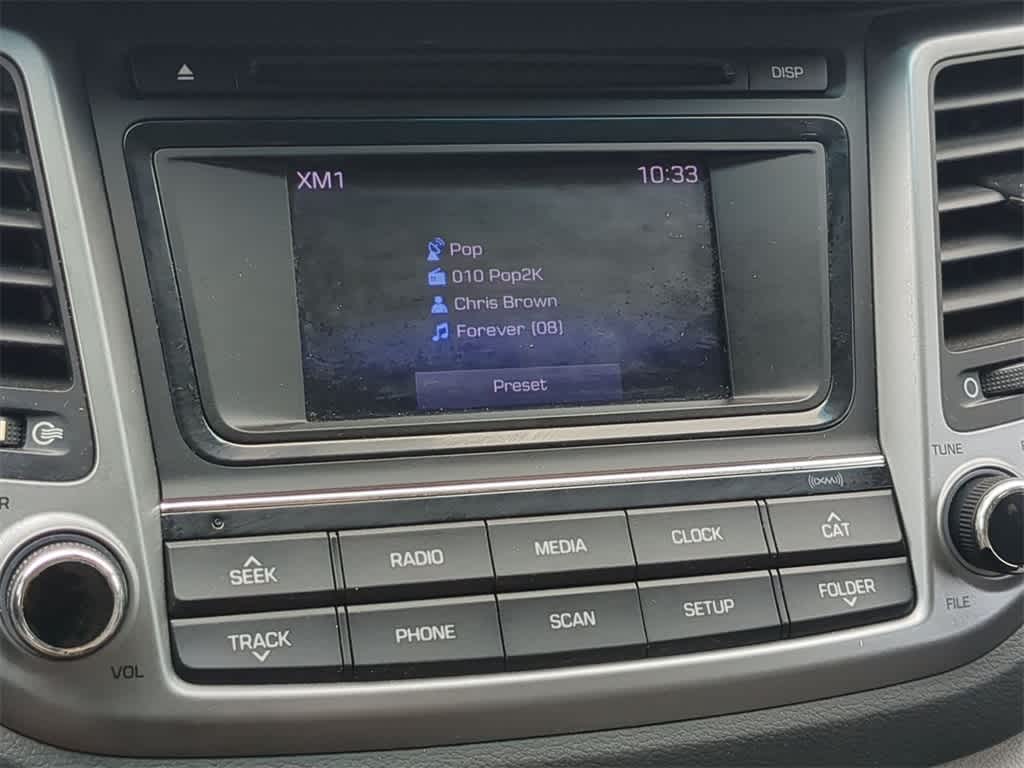 DISP
XM1 10:33
Pop
010 Pop2K
Chris Brown
Forever (08)
Preset
((XM))
TUNE
SEEK RADIO MEDIA CLOCK CAT
TRACK PHONE SCAN SETUP FOLDER
VOL
FILE